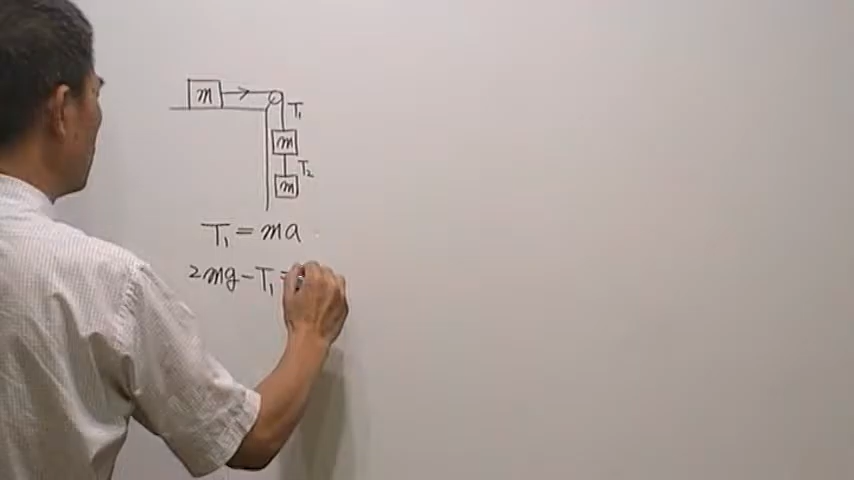 m
T₁
m
T₂
m
T₁ = ma
2mg - T₁ =